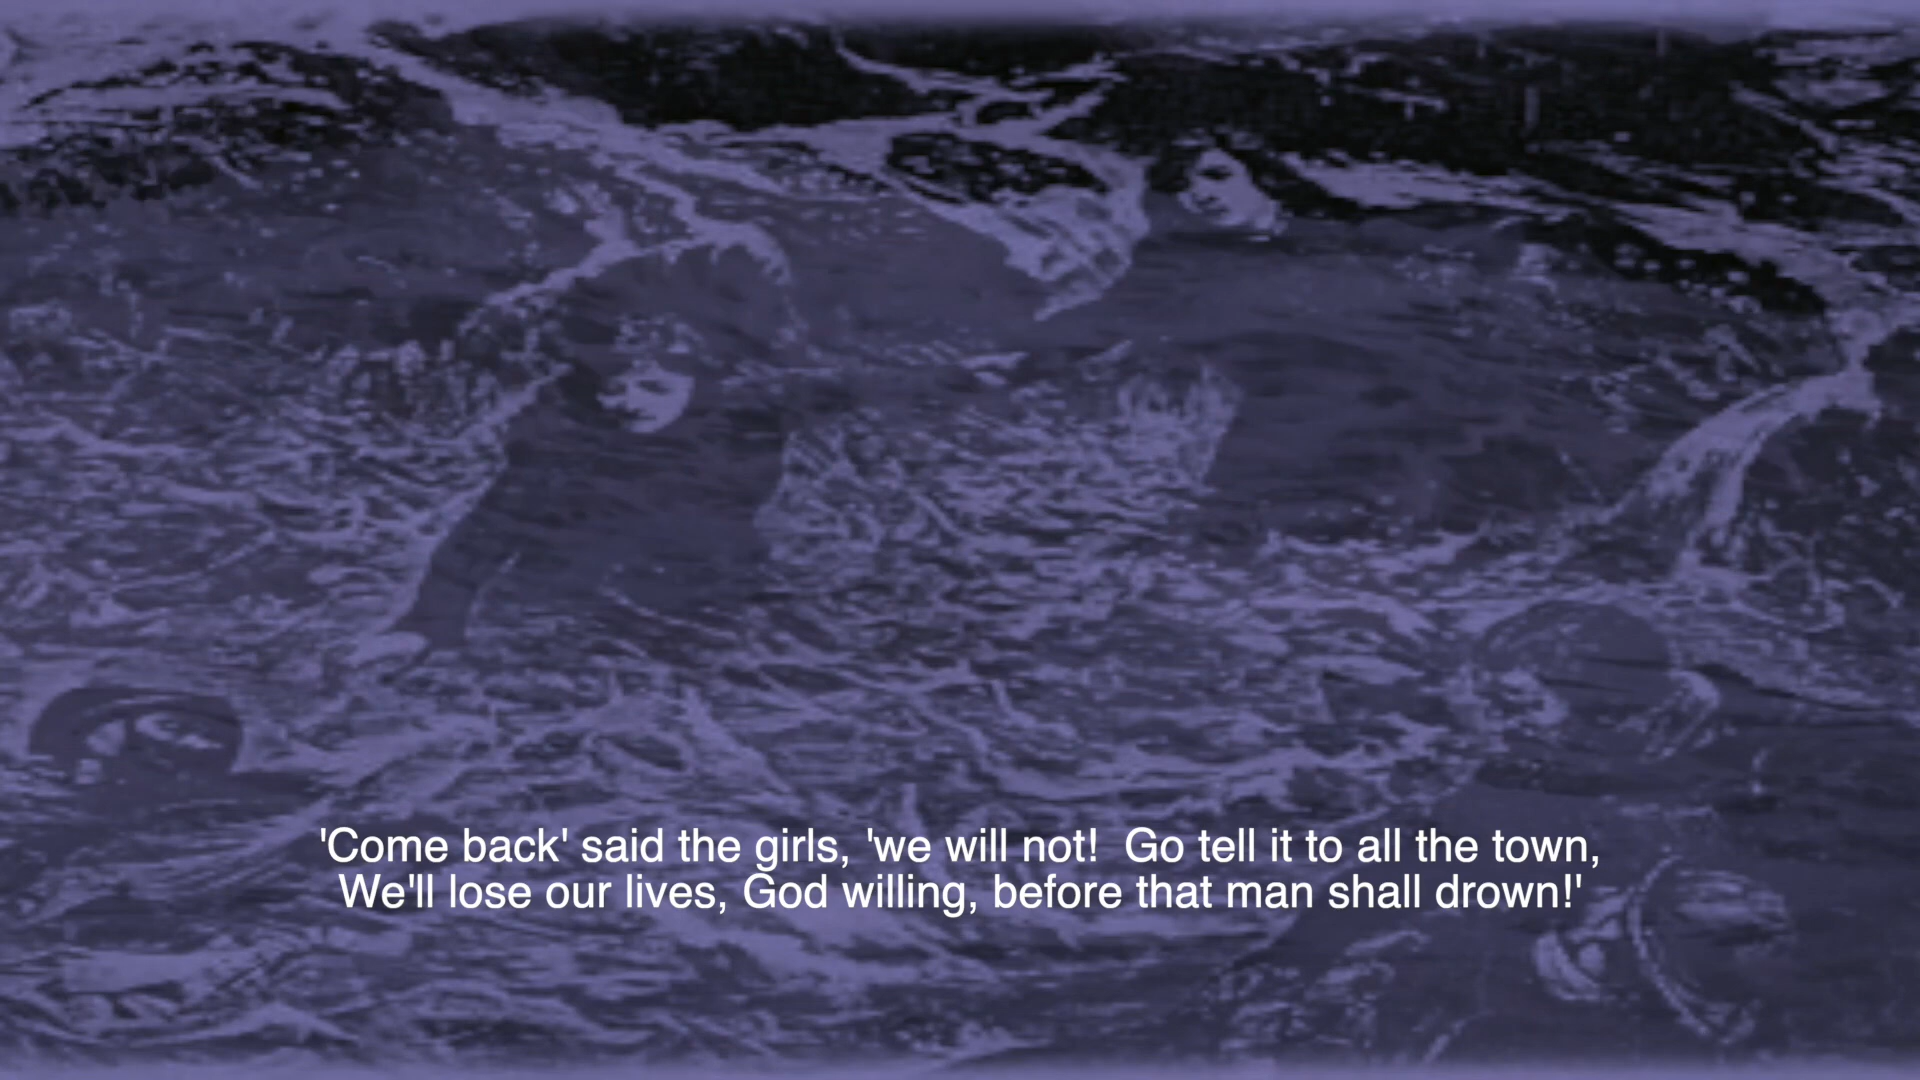 'Come back' said the girls, 'we will not!  Go tell it to all the town,
We'll lose our lives, God willing, before that man shall drown!'